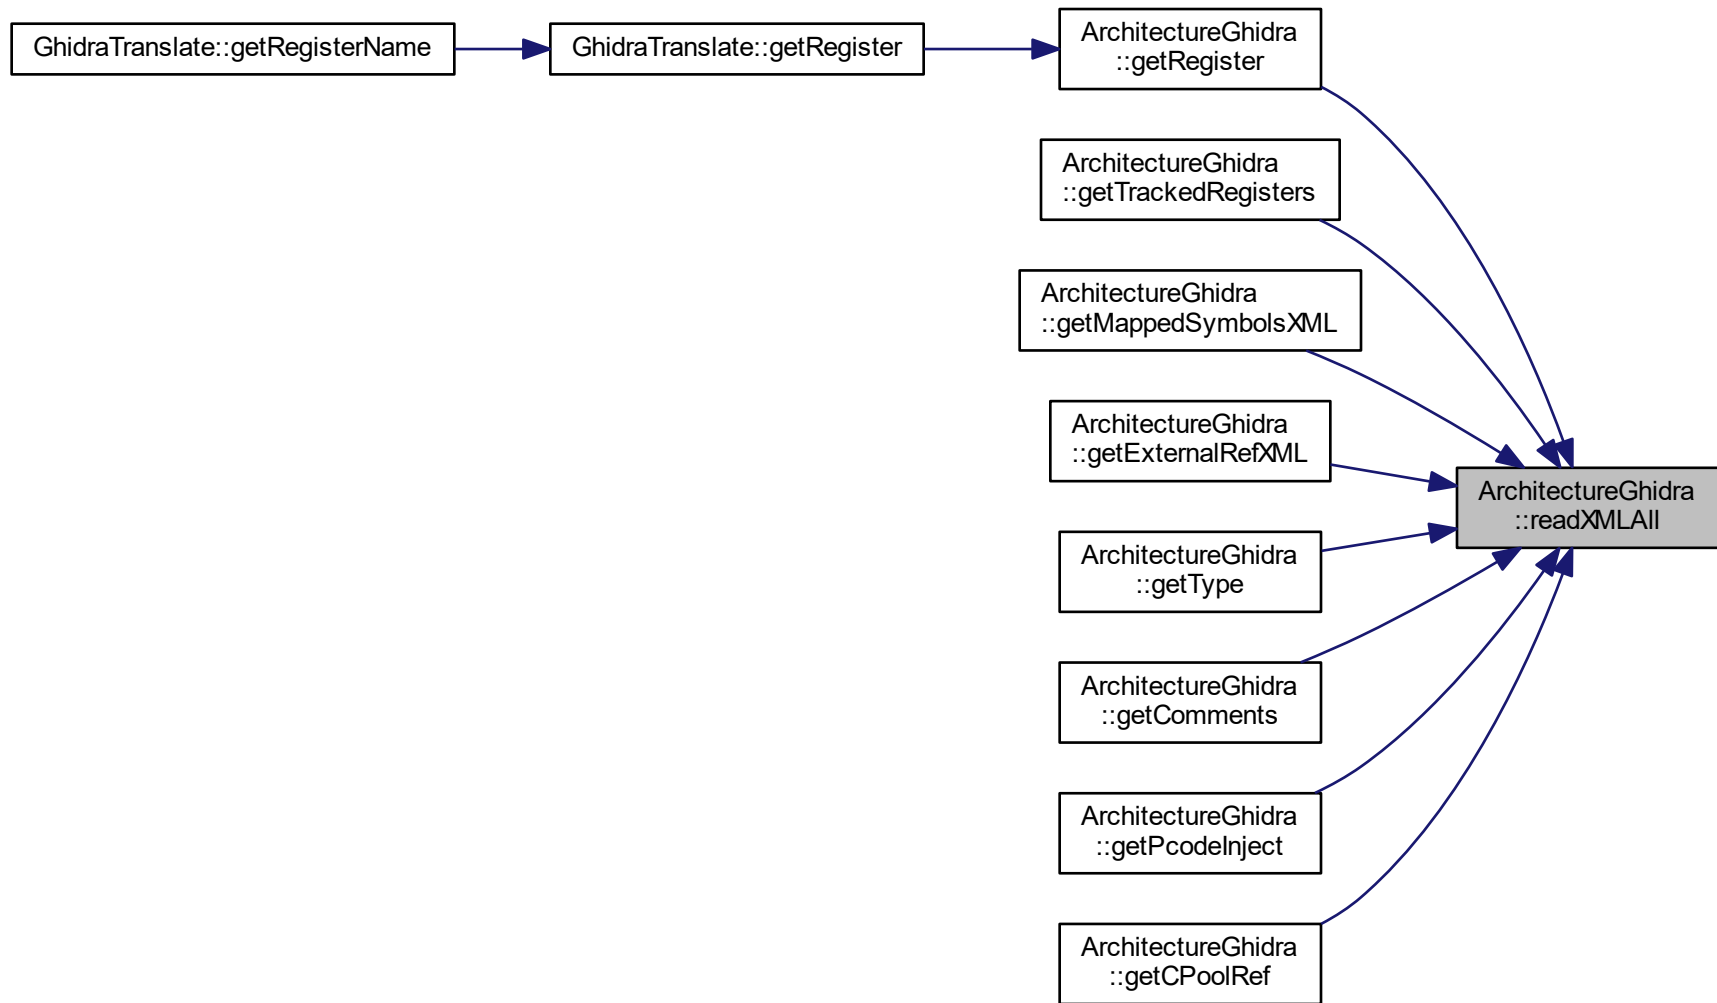 GhidraTranslate::getRegisterName
GhidraTranslate::getRegister
ArchitectureGhidra
::getRegister
ArchitectureGhidra
::getTrackedRegisters
ArchitectureGhidra
::getMappedSymbolsXML
ArchitectureGhidra
::getExternalRefXML
ArchitectureGhidra
::readXMLAll
ArchitectureGhidra
::getType
ArchitectureGhidra
::getComments
ArchitectureGhidra
::getPcodeInject
ArchitectureGhidra
::getCPoolRef